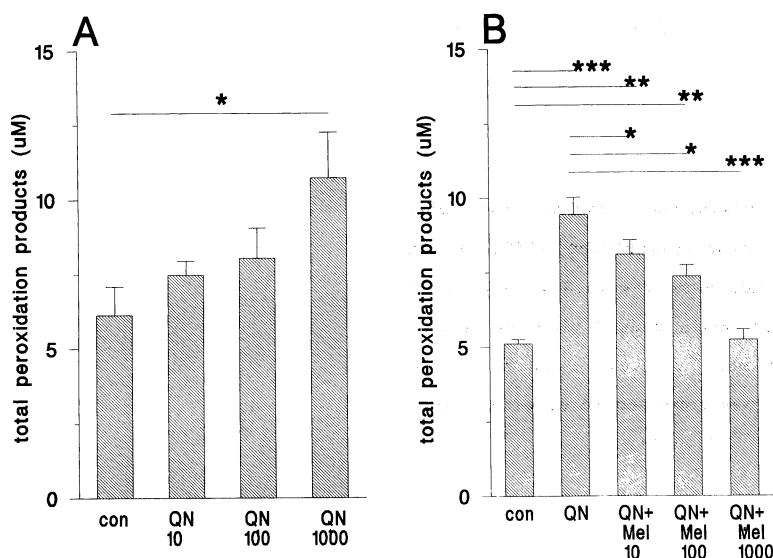 A
total peroxidation products (uM)
15
10
5
0
*
con
QN
10
QN
100
QN
1000
B
total peroxidation products (uM)
15
10
5
0
***
**
**
*
*
***
con
QN
QN+
Mel
10
QN+
Mel
100
QN+
Mel
1000